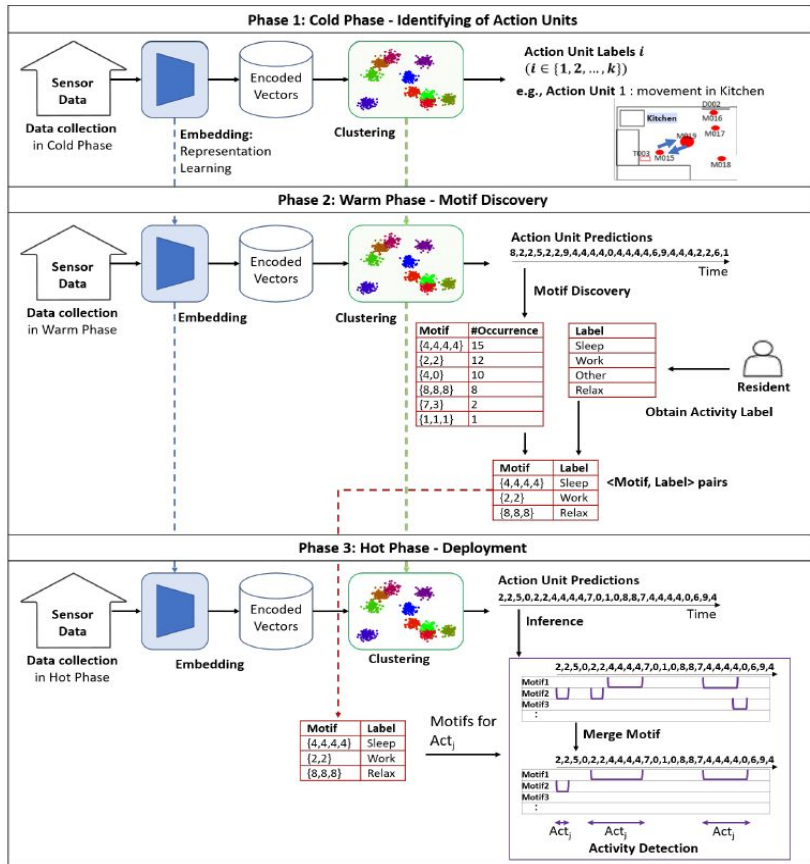 Phase 1: Cold Phase - Identifying of Action Units
Sensor
Data
Data collection
in Cold Phase
Embedding:
Representation
Learning
Encoded
Vectors
Clustering
Action Unit Labels i
(i ∈ {1, 2, ..., k})
e.g., Action Unit 1 : movement in Kitchen
Kitchen
D002
M016
M019
M017
T003
M015
M018
Phase 2: Warm Phase - Motif Discovery
Sensor
Data
Data collection
in Warm Phase
Embedding
Encoded
Vectors
Clustering
Action Unit Predictions
8,2,2,5,2,2,9,4,4,4,4,0,4,4,4,4,6,9,4,4,4,2,2,6,1
Time
Motif Discovery
Motif #Occurrence
{4,4,4,4} 15
{2,2} 12
{4,0} 10
{8,8,8} 8
{7,3} 2
{1,1,1} 1
Label
Sleep
Work
Other
Relax
Resident
Obtain Activity Label
Motif Label
{4,4,4,4} Sleep
{2,2} Work
{8,8,8} Relax
<Motif, Label> pairs
Phase 3: Hot Phase - Deployment
Sensor
Data
Data collection
in Hot Phase
Embedding
Encoded
Vectors
Clustering
Action Unit Predictions
2,2,5,0,2,2,4,4,4,4,7,0,1,0,8,8,7,4,4,4,4,0,6,9,4
Time
Inference
2,2,5,0,2,2,4,4,4,4,7,0,1,0,8,8,7,4,4,4,4,0,6,9,4
Motif1
Motif2
Motif3
:
Merge Motif
2,2,5,0,2,2,4,4,4,4,7,0,1,0,8,8,7,4,4,4,4,0,6,9,4
Motif1
Motif2
Motif3
:
Actj Actj Actj
Activity Detection
Motif Label
{4,4,4,4} Sleep
{2,2} Work
{8,8,8} Relax
Motifs for
Actj